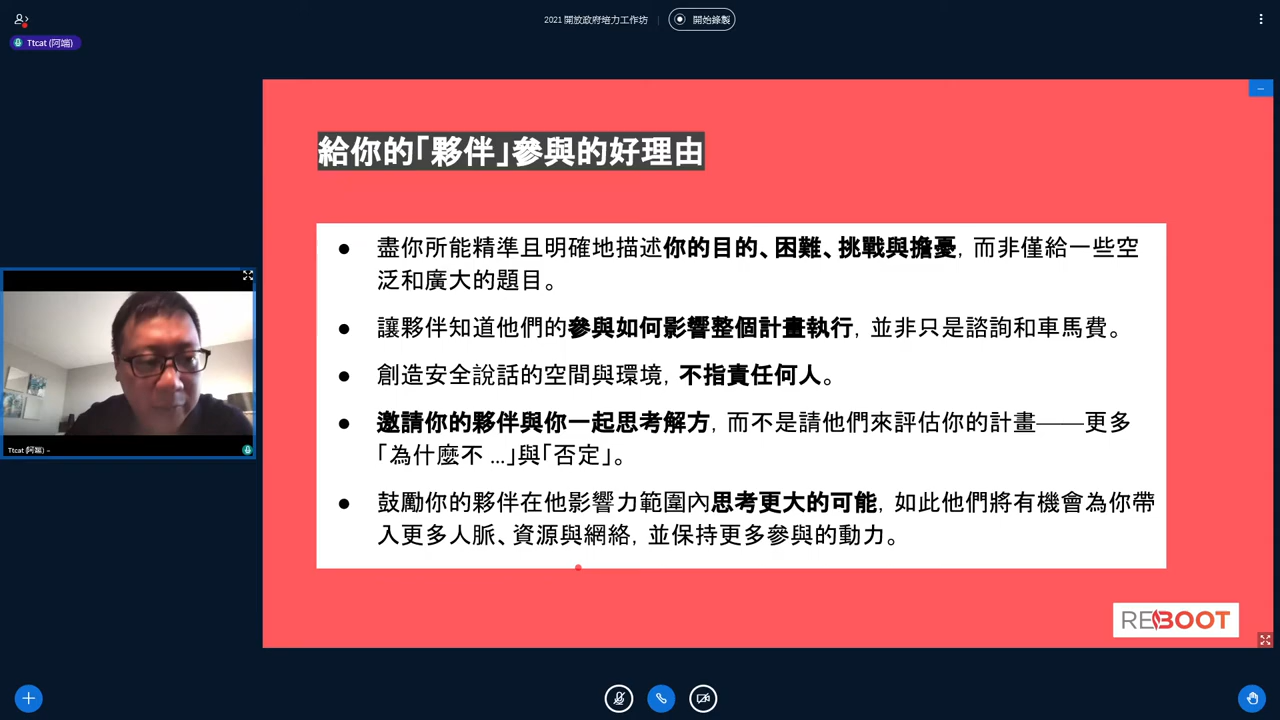 2021 開放政府培力工作坊
開始錄製
Ttcat (阿端)
給你的「夥伴」參與的好理由
● 盡你所能精準且明確地描述你的目的、困難、挑戰與擔憂，而非僅給一些空
泛和廣大的題目。
● 讓夥伴知道他們的參與如何影響整個計畫執行，並非只是諮詢和車馬費。
● 創造安全說話的空間與環境，不指責任何人。
● 邀請你的夥伴與你一起思考解方，而不是請他們來評估你的計畫——更多
「為什麼不 ...」與「否定」。
● 鼓勵你的夥伴在他影響力範圍內思考更大的可能，如此他們將有機會為你帶
入更多人脈、資源與網絡，並保持更多參與的動力。
Ttcat (阿端)
REBOOT